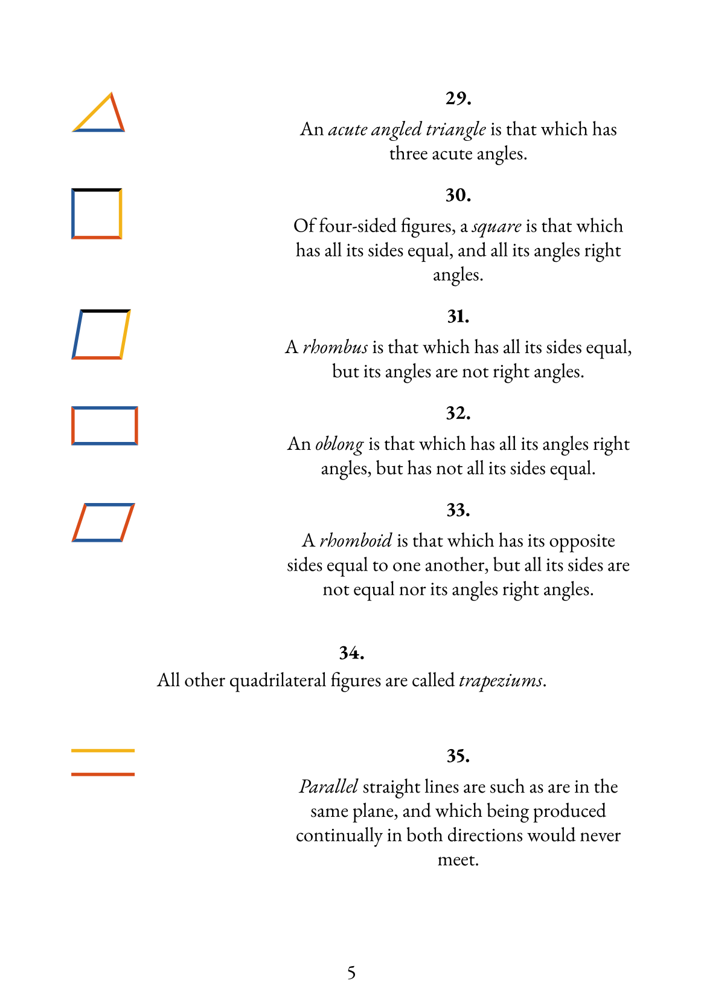 29.
An acute angled triangle is that which has
three acute angles.
30.
Of four-sided figures, a square is that which
has all its sides equal, and all its angles right
angles.
31.
A rhombus is that which has all its sides equal,
but its angles are not right angles.
32.
An oblong is that which has all its angles right
angles, but has not all its sides equal.
33.
A rhomboid is that which has its opposite
sides equal to one another, but all its sides are
not equal nor its angles right angles.
34.
All other quadrilateral figures are called trapeziums.
35.
Parallel straight lines are such as are in the
same plane, and which being produced
continually in both directions would never
meet.
5